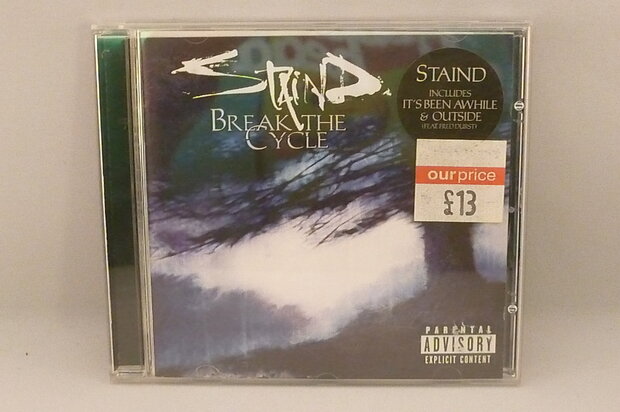 STAIND
BREAK THE
CYCLE
STAIND
INCLUDES
IT'S BEEN AWHILE
& OUTSIDE
(FEAT. FRED DURST)
ourprice
£13
PARENTAL
ADVISORY
EXPLICIT CONTENT